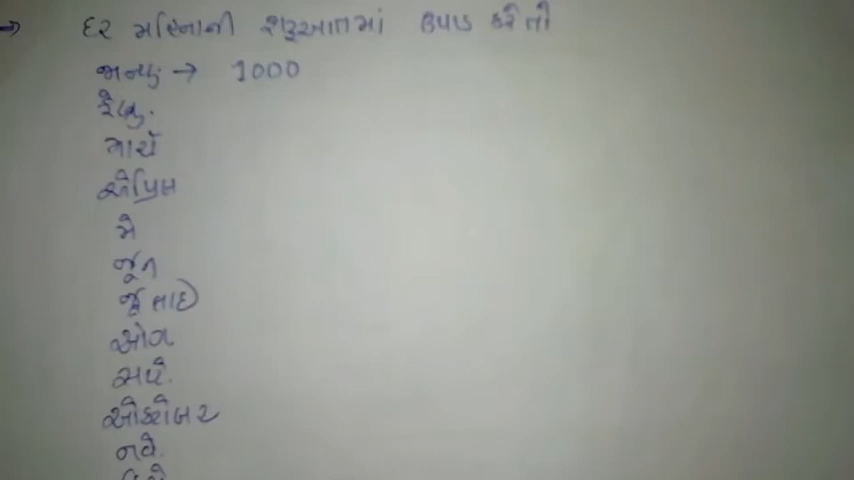 → દર મહિનાની શરૂઆતમાં ઉપાડ કરે તો
જાન્યુ. → 1000
ફેબ્રુ.
માર્ચ
એપ્રિલ
મે
જૂન
જૂલાઈ
ઓગ
સપ્ટે.
ઓક્ટોબર
નવે.
ડિસે